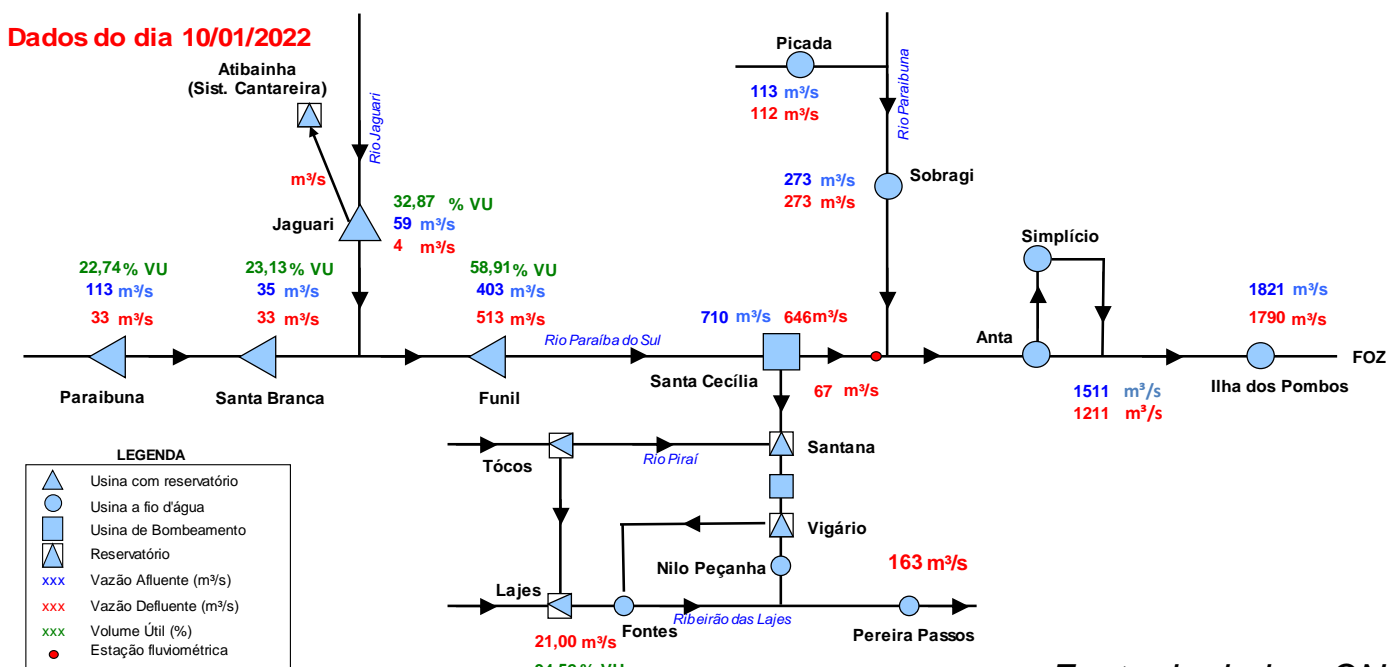 Dados do dia 10/01/2022
Atibainha
(Sist. Cantareira)
Rio Jaguari
m³/s
Jaguari
32,87 % VU
59 m³/s
4 m³/s
Picada
113 m³/s
112 m³/s
Rio Paraibuna
273 m³/s
273 m³/s
Sobragi
Simplício
22,74 % VU
113 m³/s
33 m³/s
Paraibuna
23,13 % VU
35 m³/s
33 m³/s
Santa Branca
58,91 % VU
403 m³/s
513 m³/s
Funil
Rio Paraíba do Sul
710 m³/s 646 m³/s
Santa Cecília
67 m³/s
Anta
1511 m³/s
1211 m³/s
1821 m³/s
1790 m³/s
Ilha dos Pombos
FOZ
Tócos
Rio Piraí
Santana
Vigário
Nilo Peçanha
163 m³/s
Lajes
21,00 m³/s
Fontes
Ribeirão das Lajes
Pereira Passos
LEGENDA
Usina com reservatório
Usina a fio d'água
Usina de Bombeamento
Reservatório
xxx Vazão Afluente (m³/s)
xxx Vazão Defluente (m³/s)
xxx Volume Útil (%)
Estação fluviométrica